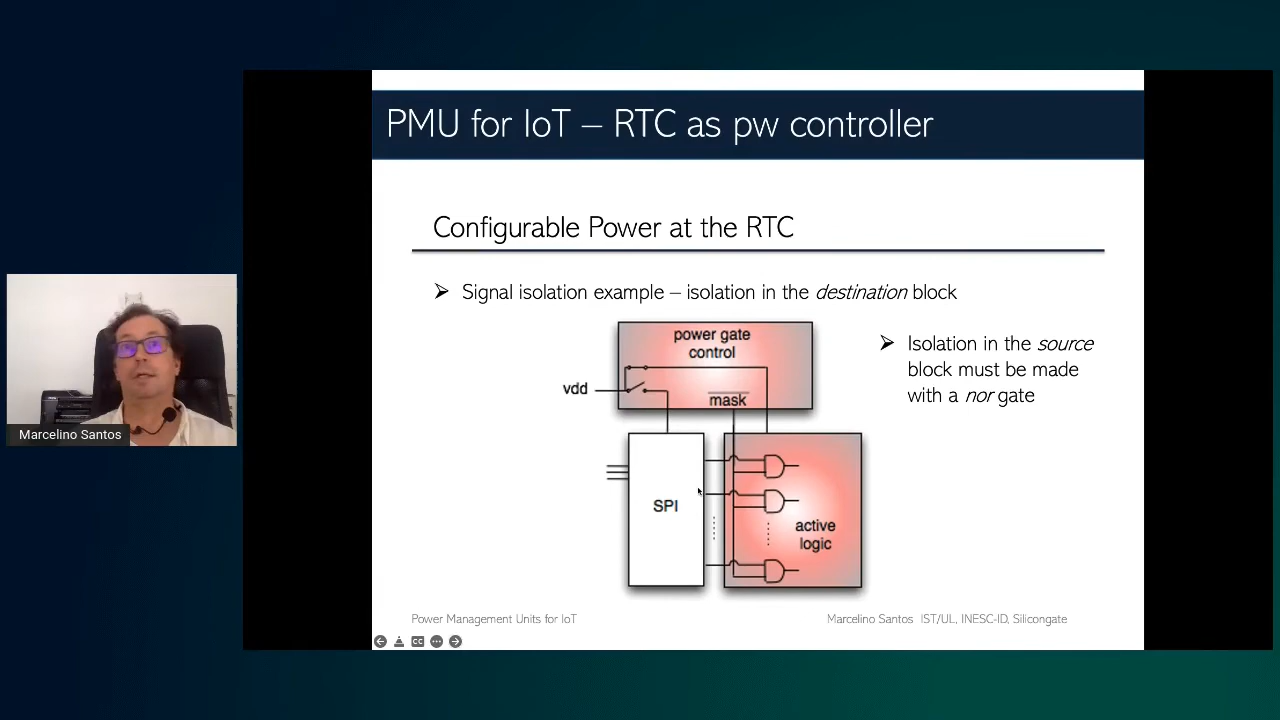 PMU for IoT – RTC as pw controller
Configurable Power at the RTC
➢ Signal isolation example – isolation in the destination block
power gate
control
vdd
mask
SPI
active
logic
➢ Isolation in the source
block must be made
with a nor gate
Marcelino Santos
Power Management Units for IoT
Marcelino Santos IST/UL, INESC-ID, Silicongate
CC